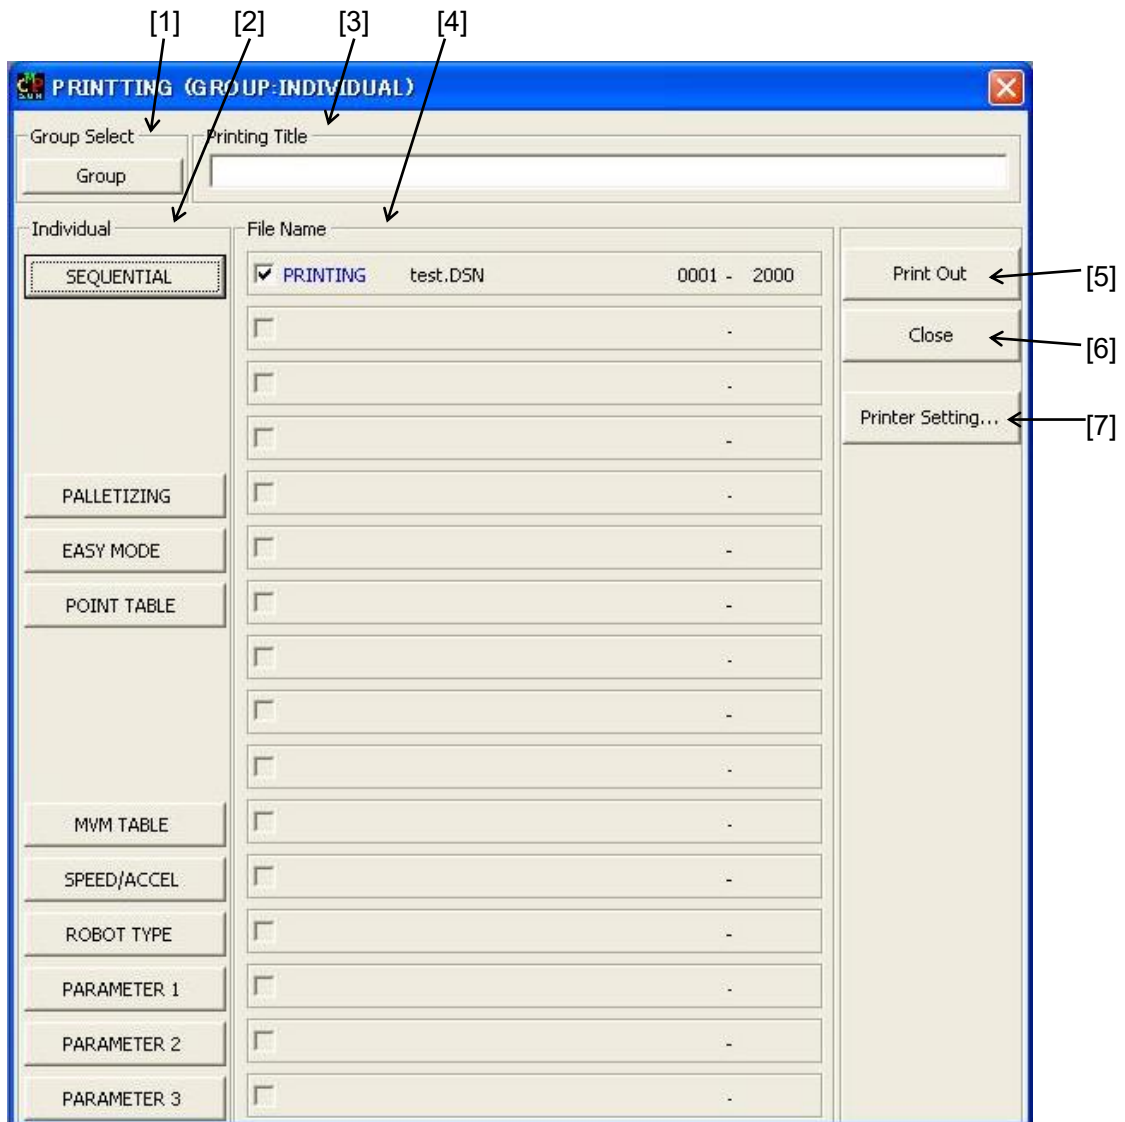 [1] [2] [3] [4]
PRINTTING (GROUP:INDIVIDUAL)
Group Select
Printing Title
Group
Individual
File Name
SEQUENTIAL
PRINTING test.DSN 0001 - 2000
Print Out
[5]
-
Close
[6]
-
Printer Setting...
[7]
-
PALLETIZING
-
EASY MODE
-
POINT TABLE
-
-
-
-
MVM TABLE
-
SPEED/ACCEL
-
ROBOT TYPE
-
PARAMETER 1
-
PARAMETER 2
-
PARAMETER 3
-